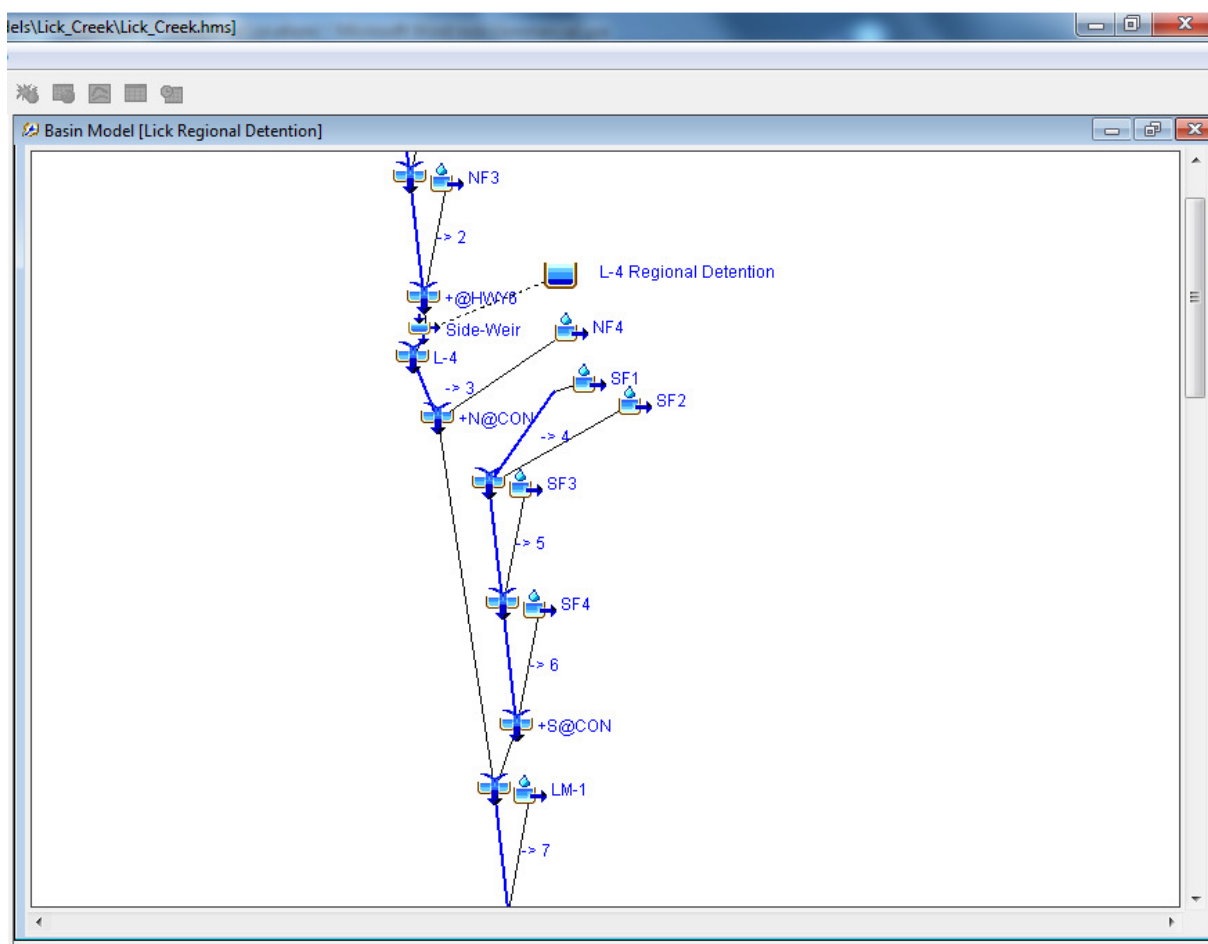 els\Lick_Creek\Lick_Creek.hms]
Basin Model [Lick Regional Detention]
NF3
-> 2
L-4 Regional Detention
+@HWY6
Side-Weir
NF4
L-4
SF1
-> 3
SF2
+N@CON
-> 4
SF3
-> 5
SF4
-> 6
+S@CON
LM-1
-> 7